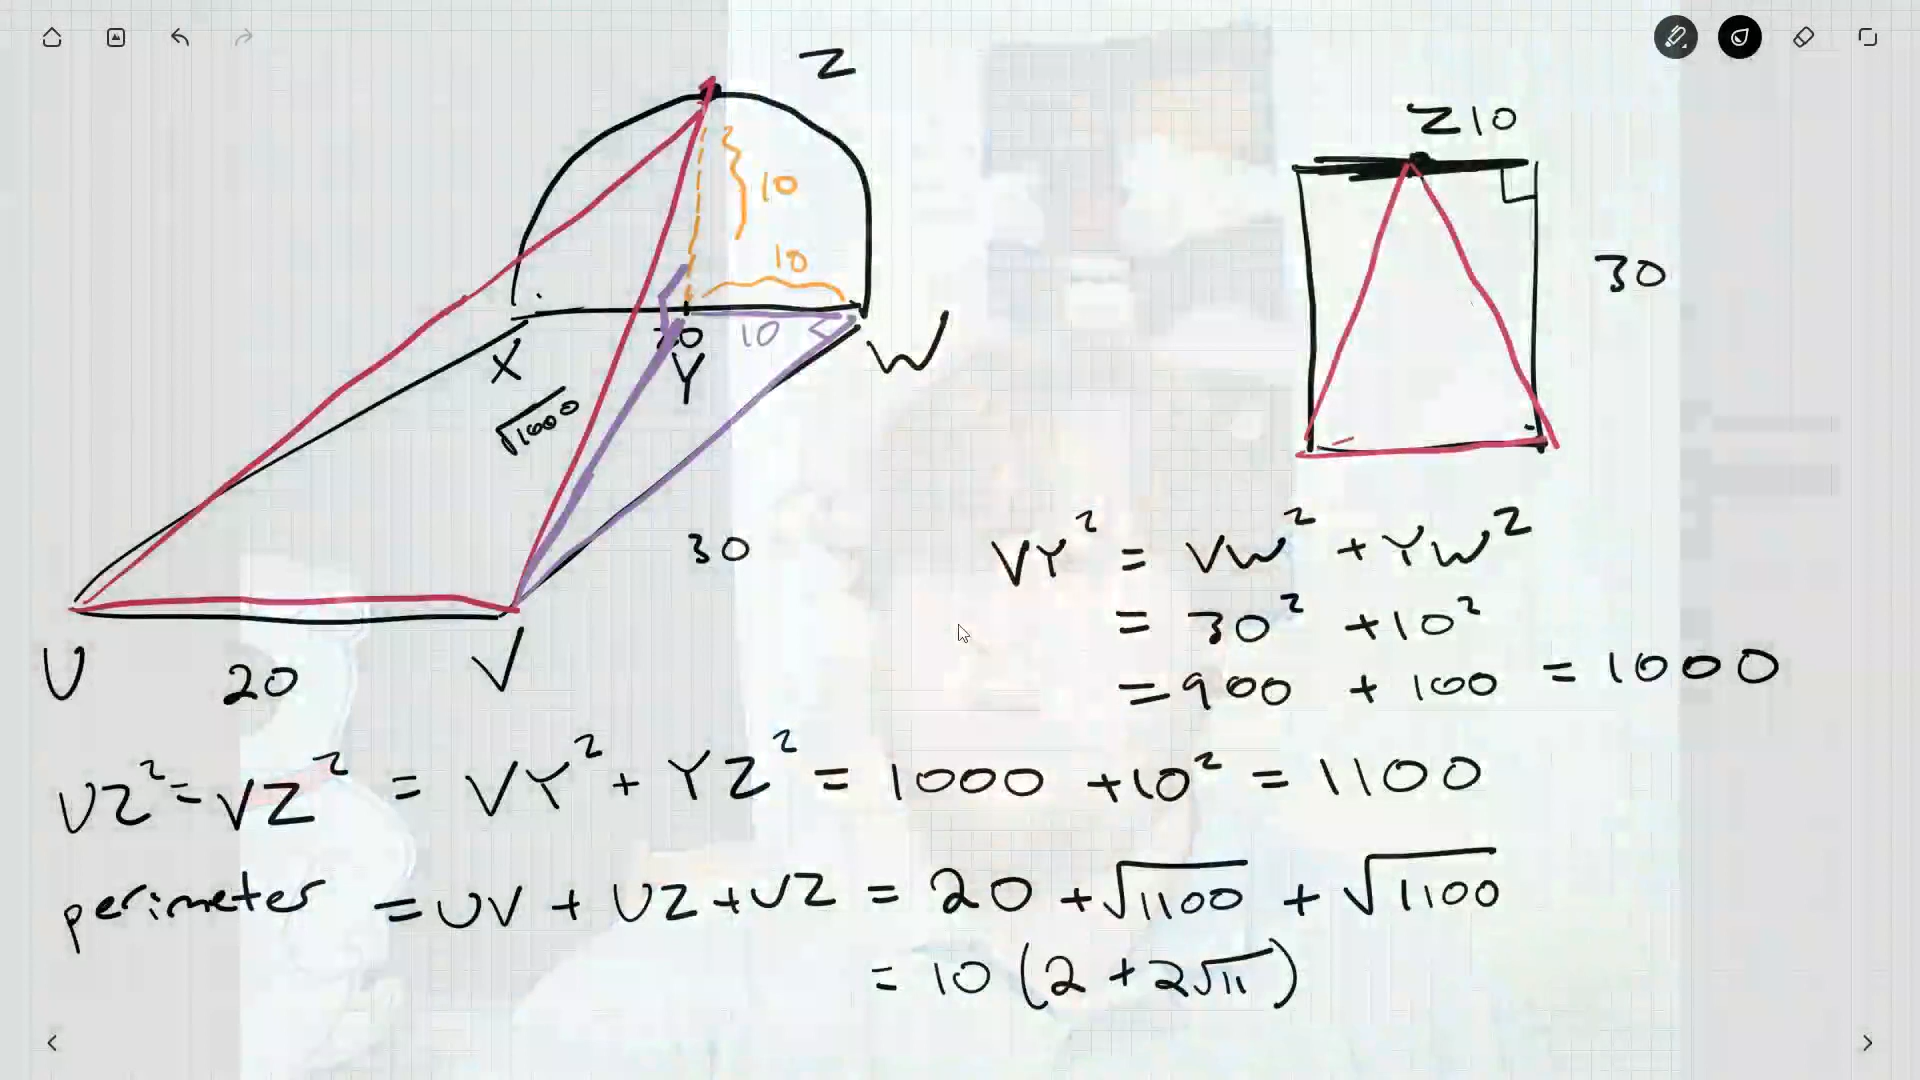 Z
10
10
20
10
X
Y
W
√1000
30
U
20
V
Z 10
30
VY² = VW² + YW²
= 30² + 10²
= 900 + 100 = 1000
UZ² = VZ² = VY² + YZ² = 1000 + 10² = 1100
perimeter = UV + UZ + VZ = 20 + √1100 + √1100
= 10 (2 + 2√11)